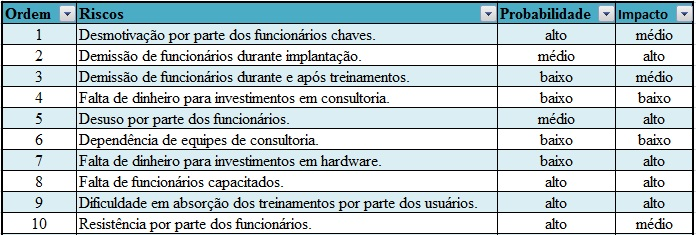 Ordem Riscos Probabilidade Impacto
1 Desmotivação por parte dos funcionários chaves. alto médio
2 Demissão de funcionários durante implantação. médio alto
3 Demissão de funcionários durante e após treinamentos. baixo médio
4 Falta de dinheiro para investimentos em consultoria. baixo baixo
5 Desuso por parte dos funcionários. médio alto
6 Dependência de equipes de consultoria. baixo baixo
7 Falta de dinheiro para investimentos em hardware. baixo alto
8 Falta de funcionários capacitados. alto alto
9 Dificuldade em absorção dos treinamentos por parte dos usuários. alto alto
10 Resistência por parte dos funcionários. alto médio